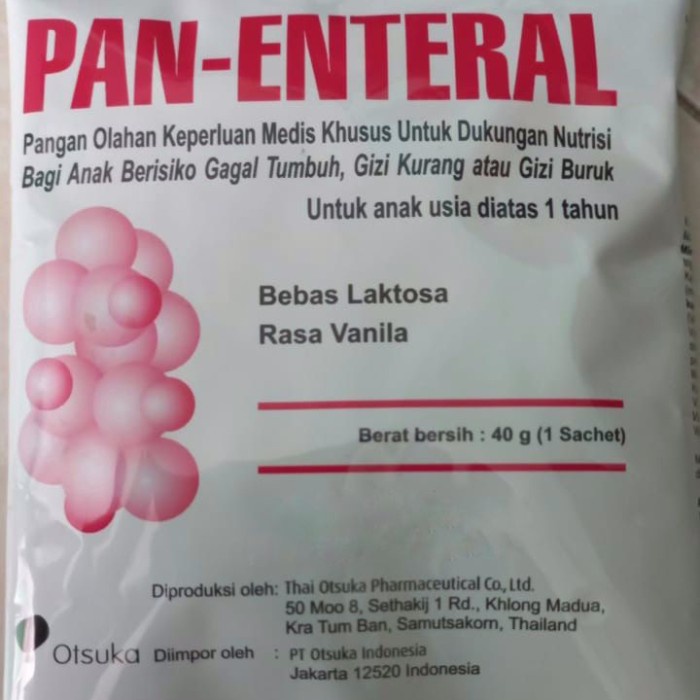 PAN-ENTERAL
Pangan Olahan Keperluan Medis Khusus Untuk Dukungan Nutrisi
Bagi Anak Berisiko Gagal Tumbuh, Gizi Kurang atau Gizi Buruk
Untuk anak usia diatas 1 tahun
Bebas Laktosa
Rasa Vanila
Berat bersih : 40 g (1 Sachet)
Diproduksi oleh: Thai Otsuka Pharmaceutical Co., Ltd.
50 Moo 8, Sethakij 1 Rd., Khlong Madua,
Kra Tum Ban, Samutsakorn, Thailand
Otsuka Diimpor oleh : PT Otsuka Indonesia
Jakarta 12520 Indonesia